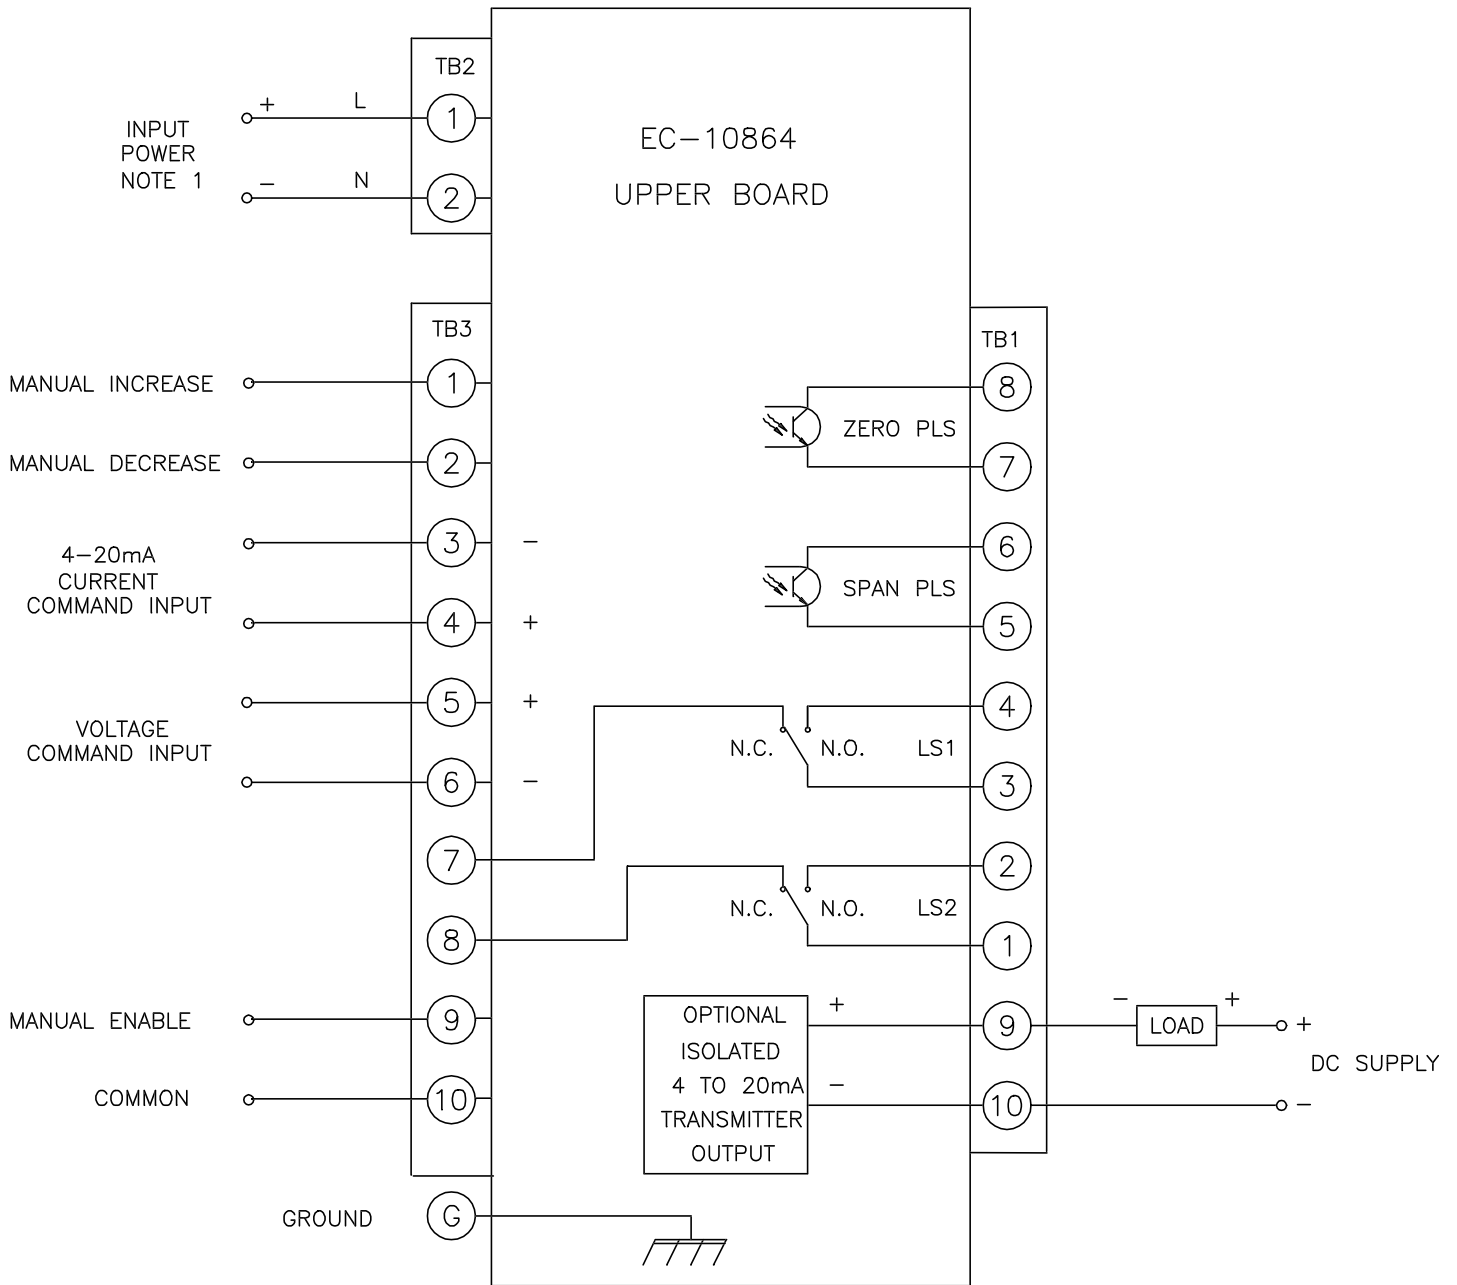 TB2
+ L
1
INPUT
POWER
NOTE 1
- N
2
EC-10864
UPPER BOARD
TB3
MANUAL INCREASE
1
MANUAL DECREASE
2
3 -
4-20mA
CURRENT
COMMAND INPUT
4 +
5 +
VOLTAGE
COMMAND INPUT
6 -
7
8
MANUAL ENABLE
9
COMMON
10
GROUND
G
TB1
8
ZERO PLS
7
6
SPAN PLS
5
4
N.C. N.O. LS1
3
2
N.C. N.O. LS2
1
OPTIONAL
ISOLATED
4 TO 20mA
TRANSMITTER
OUTPUT
+
-
9
10
- LOAD +
+
DC SUPPLY
-